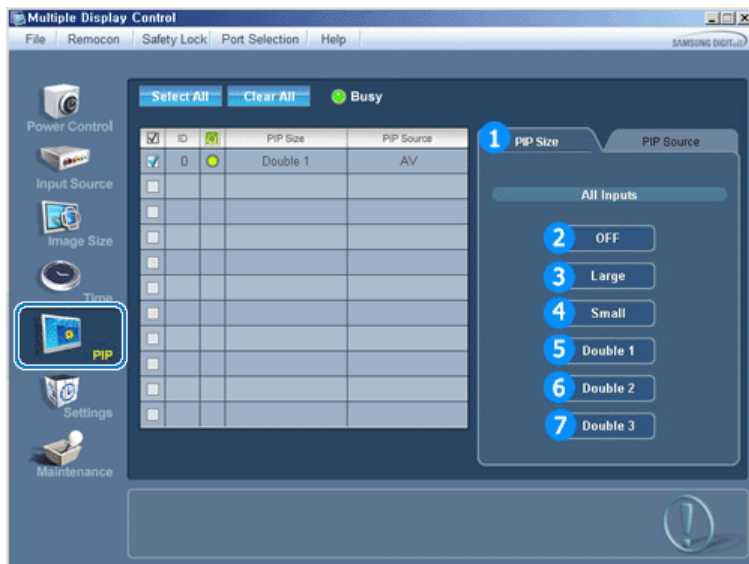 Multiple Display Control
File Remocon Safety Lock Port Selection Help
SAMSUNG DIGITall
Select All Clear All Busy
Power Control
Input Source
Image Size
Time
PIP
Settings
Maintenance
ID PIP Size PIP Source
0 Double 1 AV
1 PIP Size PIP Source
All Inputs
2 OFF
3 Large
4 Small
5 Double 1
6 Double 2
7 Double 3